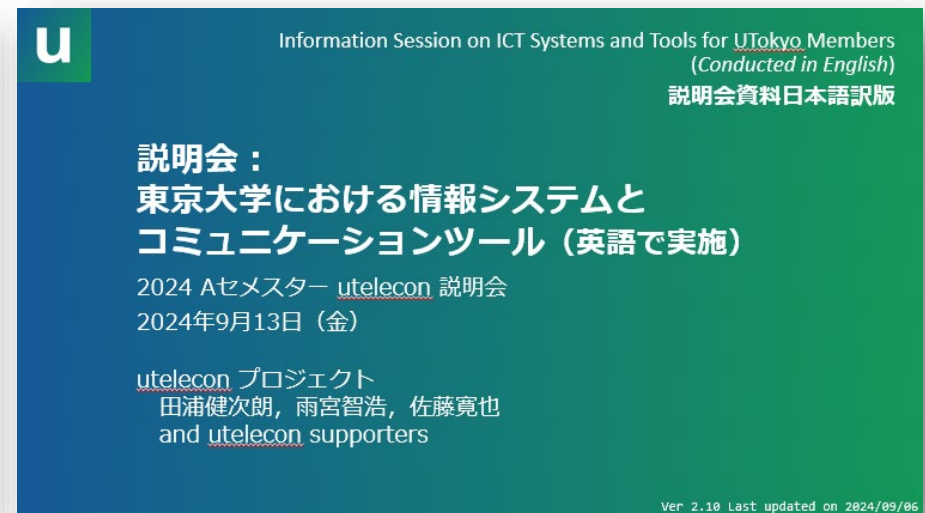 u
Information Session on ICT Systems and Tools for UTokyo Members
(Conducted in English)
説明会資料日本語訳版
説明会：
東京大学における情報システムと
コミュニケーションツール（英語で実施）
2024 Aセメスター utelecon 説明会
2024年9月13日（金）
utelecon プロジェクト
田浦健次朗，雨宮智浩，佐藤寛也
and utelecon supporters
Ver 2.10 Last updated on 2024/09/06